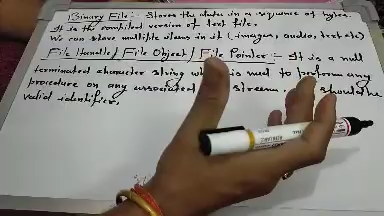 Binary File:- Stores the data in a sequence of bytes.
It is the compiled version of text file.
We can store multiple items in it (images, audio, text etc)
File Handle / File Object / File Pointer:- It is a null
terminated character string which is used to perform any
procedure on any associated stream. should be
valid identifier.